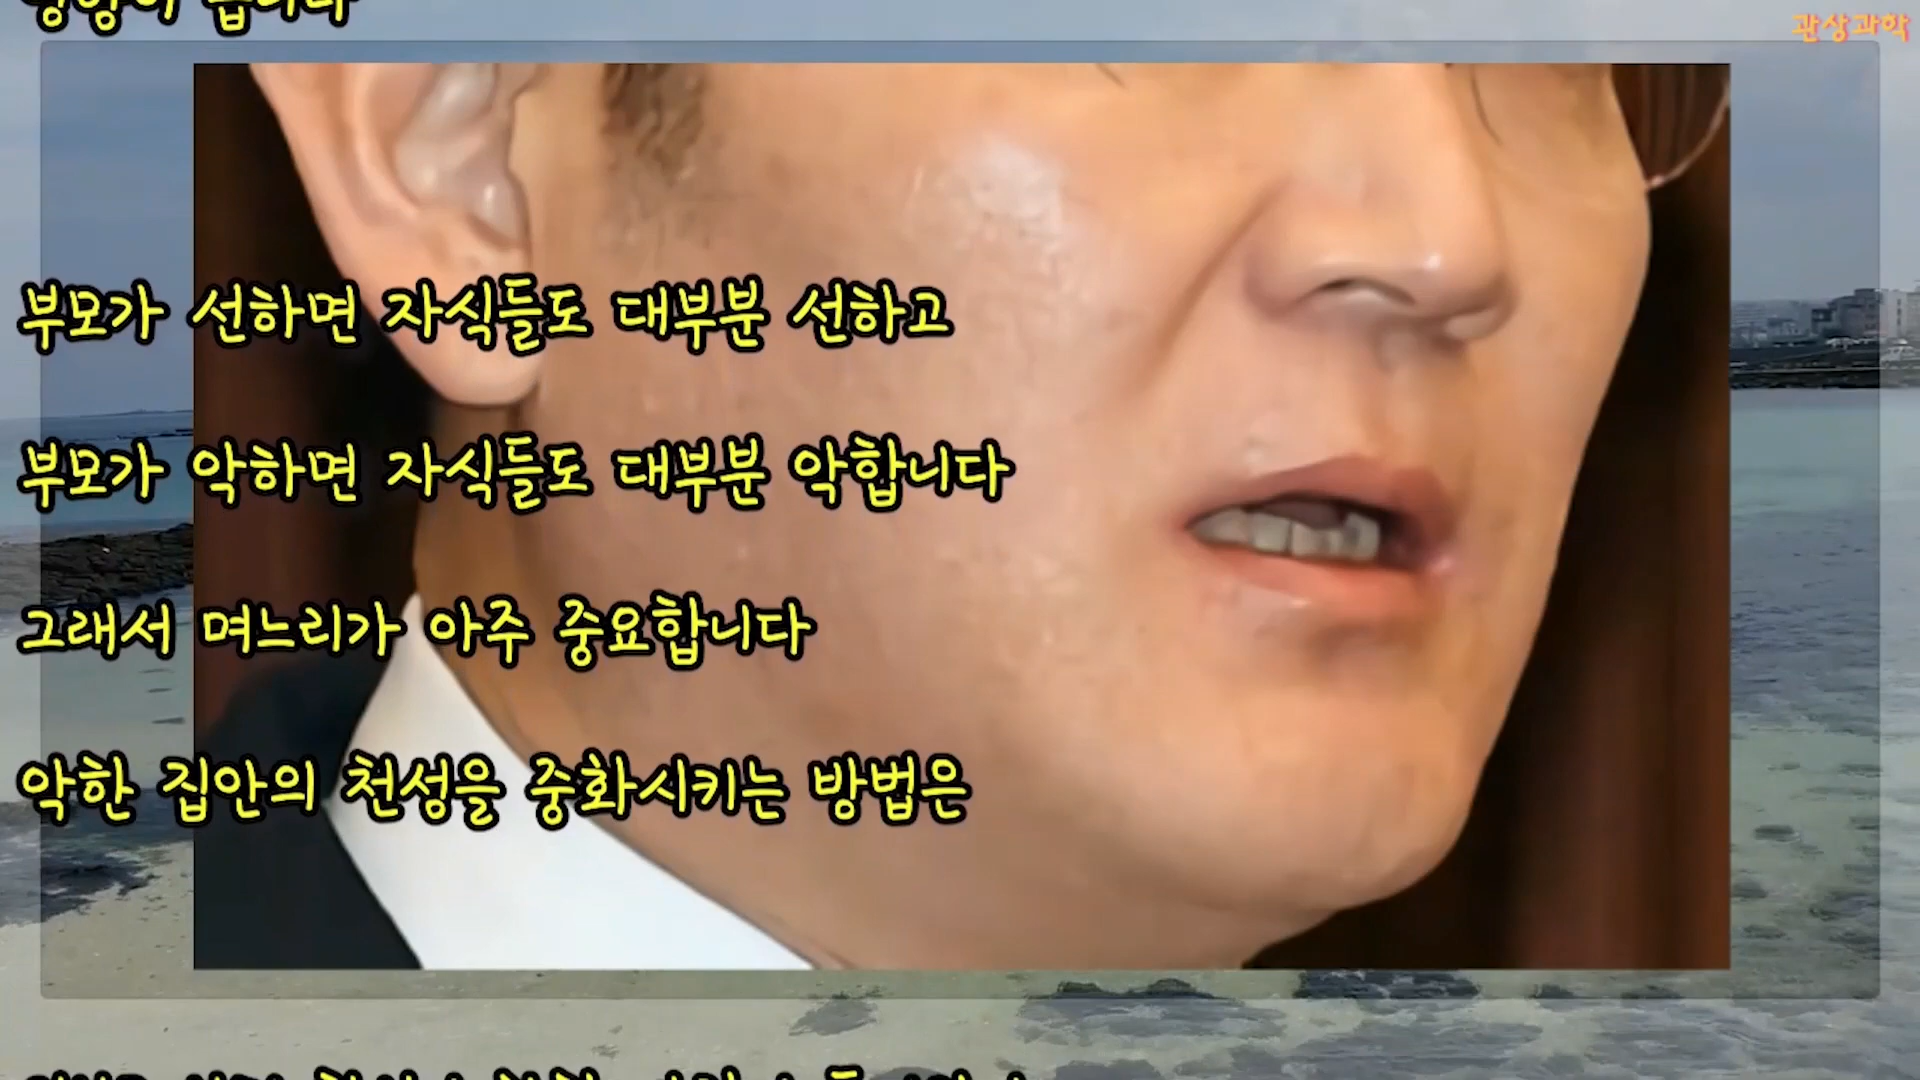 관상과학
부모가 선하면 자식들도 대부분 선하고
부모가 악하면 자식들도 대부분 악합니다
그래서 며느리가 아주 중요합니다
악한 집안의 천성을 중화시키는 방법은